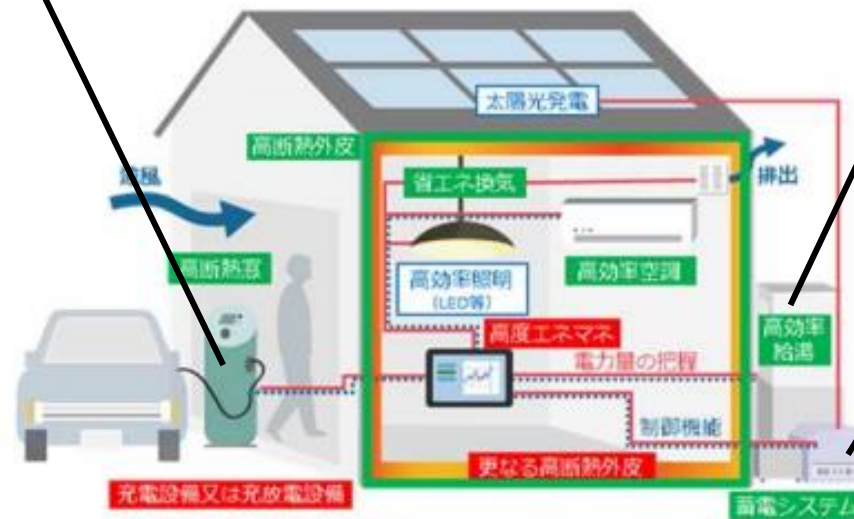 太陽光発電
高断熱外皮
涼風
省エネ換気
排出
高断熱窓
高効率照明
(LED等)
高効率空調
高度エネマネ
高効率
給湯
電力量の把握
制御機能
更なる高断熱外皮
充電設備又は充放電設備
蓄電システム